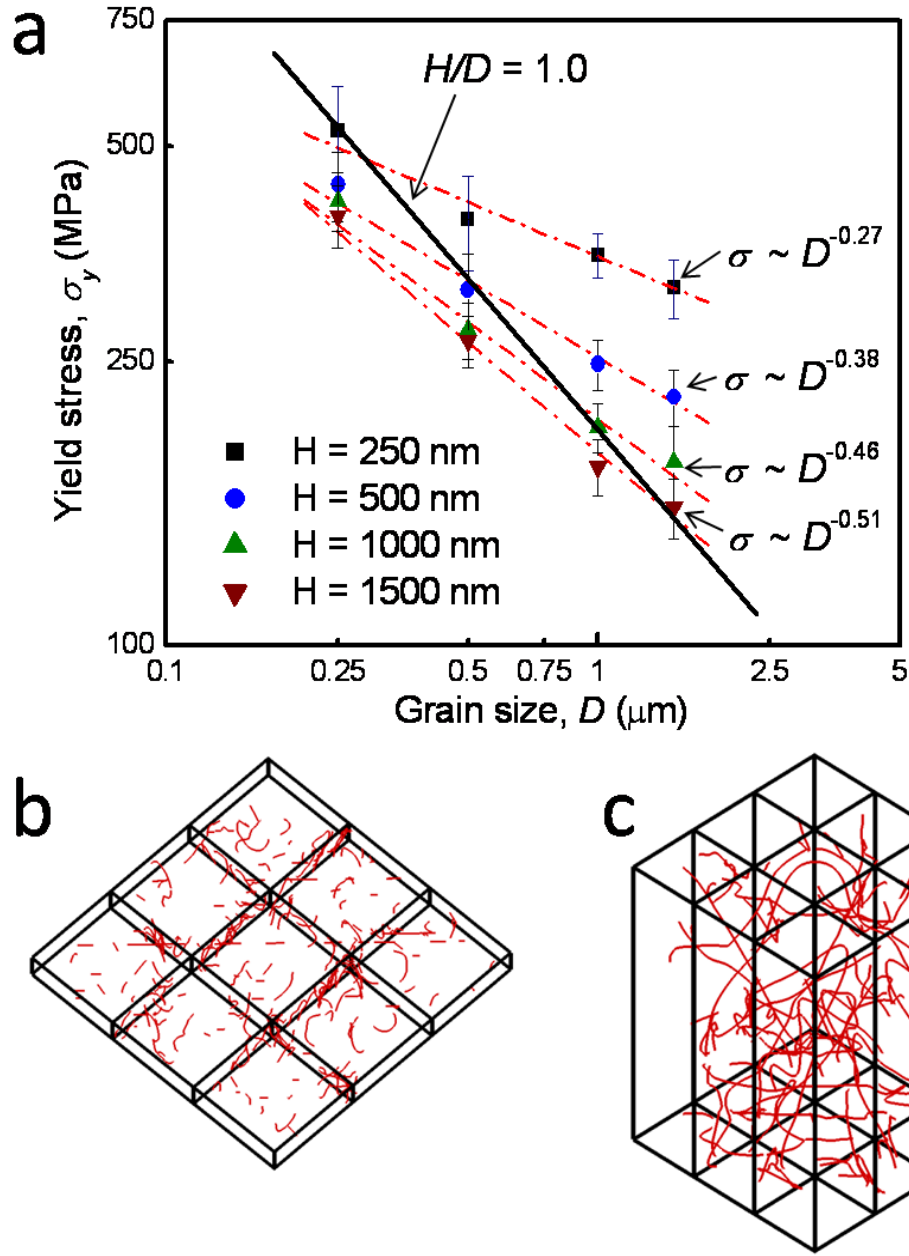 a
750
500
250
100
Yield stress, σy (MPa)
H/D = 1.0
σ ~ D-0.27
σ ~ D-0.38
σ ~ D-0.46
σ ~ D-0.51
H = 250 nm
H = 500 nm
H = 1000 nm
H = 1500 nm
0.1 0.25 0.5 0.75 1 2.5 5
Grain size, D (μm)
b
c